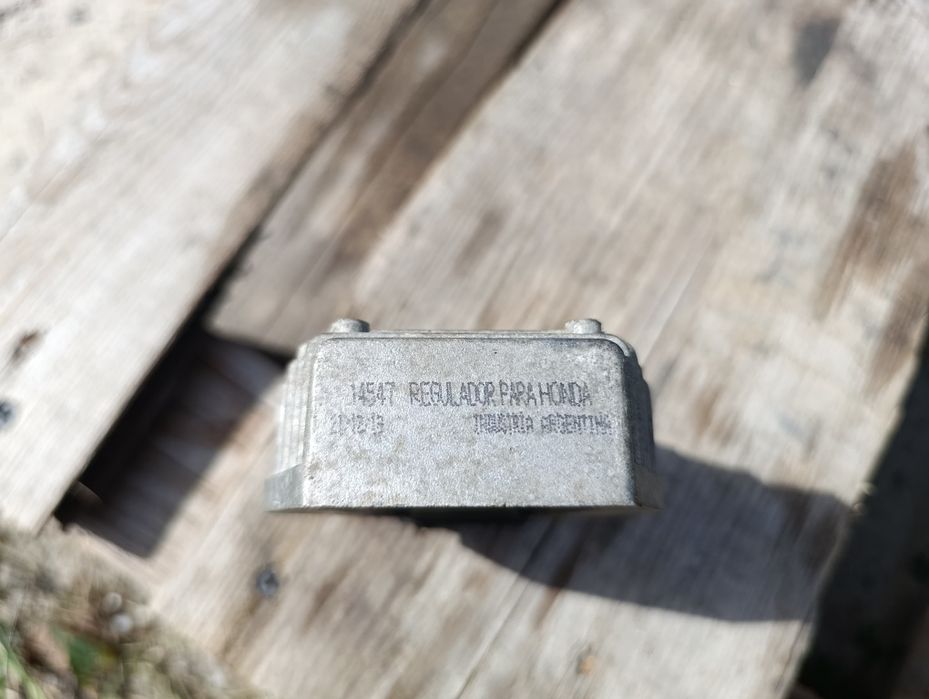 14547 REGULADOR PARA HONDA
INDUSTRIA ARGENTINA